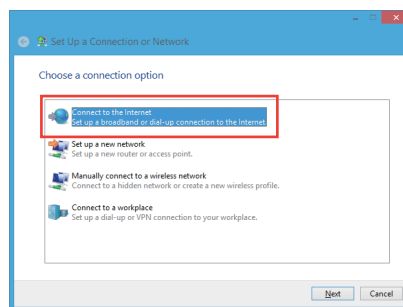 Set Up a Connection or Network
Choose a connection option
Connect to the Internet
Set up a broadband or dial-up connection to the Internet.
Set up a new network
Set up a new router or access point.
Manually connect to a wireless network
Connect to a hidden network or create a new wireless profile.
Connect to a workplace
Set up a dial-up or VPN connection to your workplace.
Next Cancel